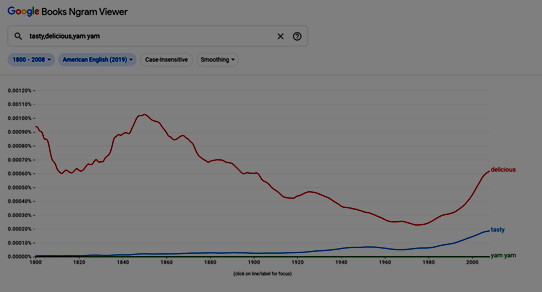 Google Books Ngram Viewer
tasty,delicious,yam yam
1800 - 2008
American English (2019)
Case-Insensitive
Smoothing
0.00120%
0.00110%
0.00100%
0.00090%
0.00080%
0.00070%
0.00060%
0.00050%
0.00040%
0.00030%
0.00020%
0.00010%
0.00000%
delicious
tasty
yam yam
1800 1820 1840 1860 1880 1900 1920 1940 1960 1980 2000
(click on line/label for focus)